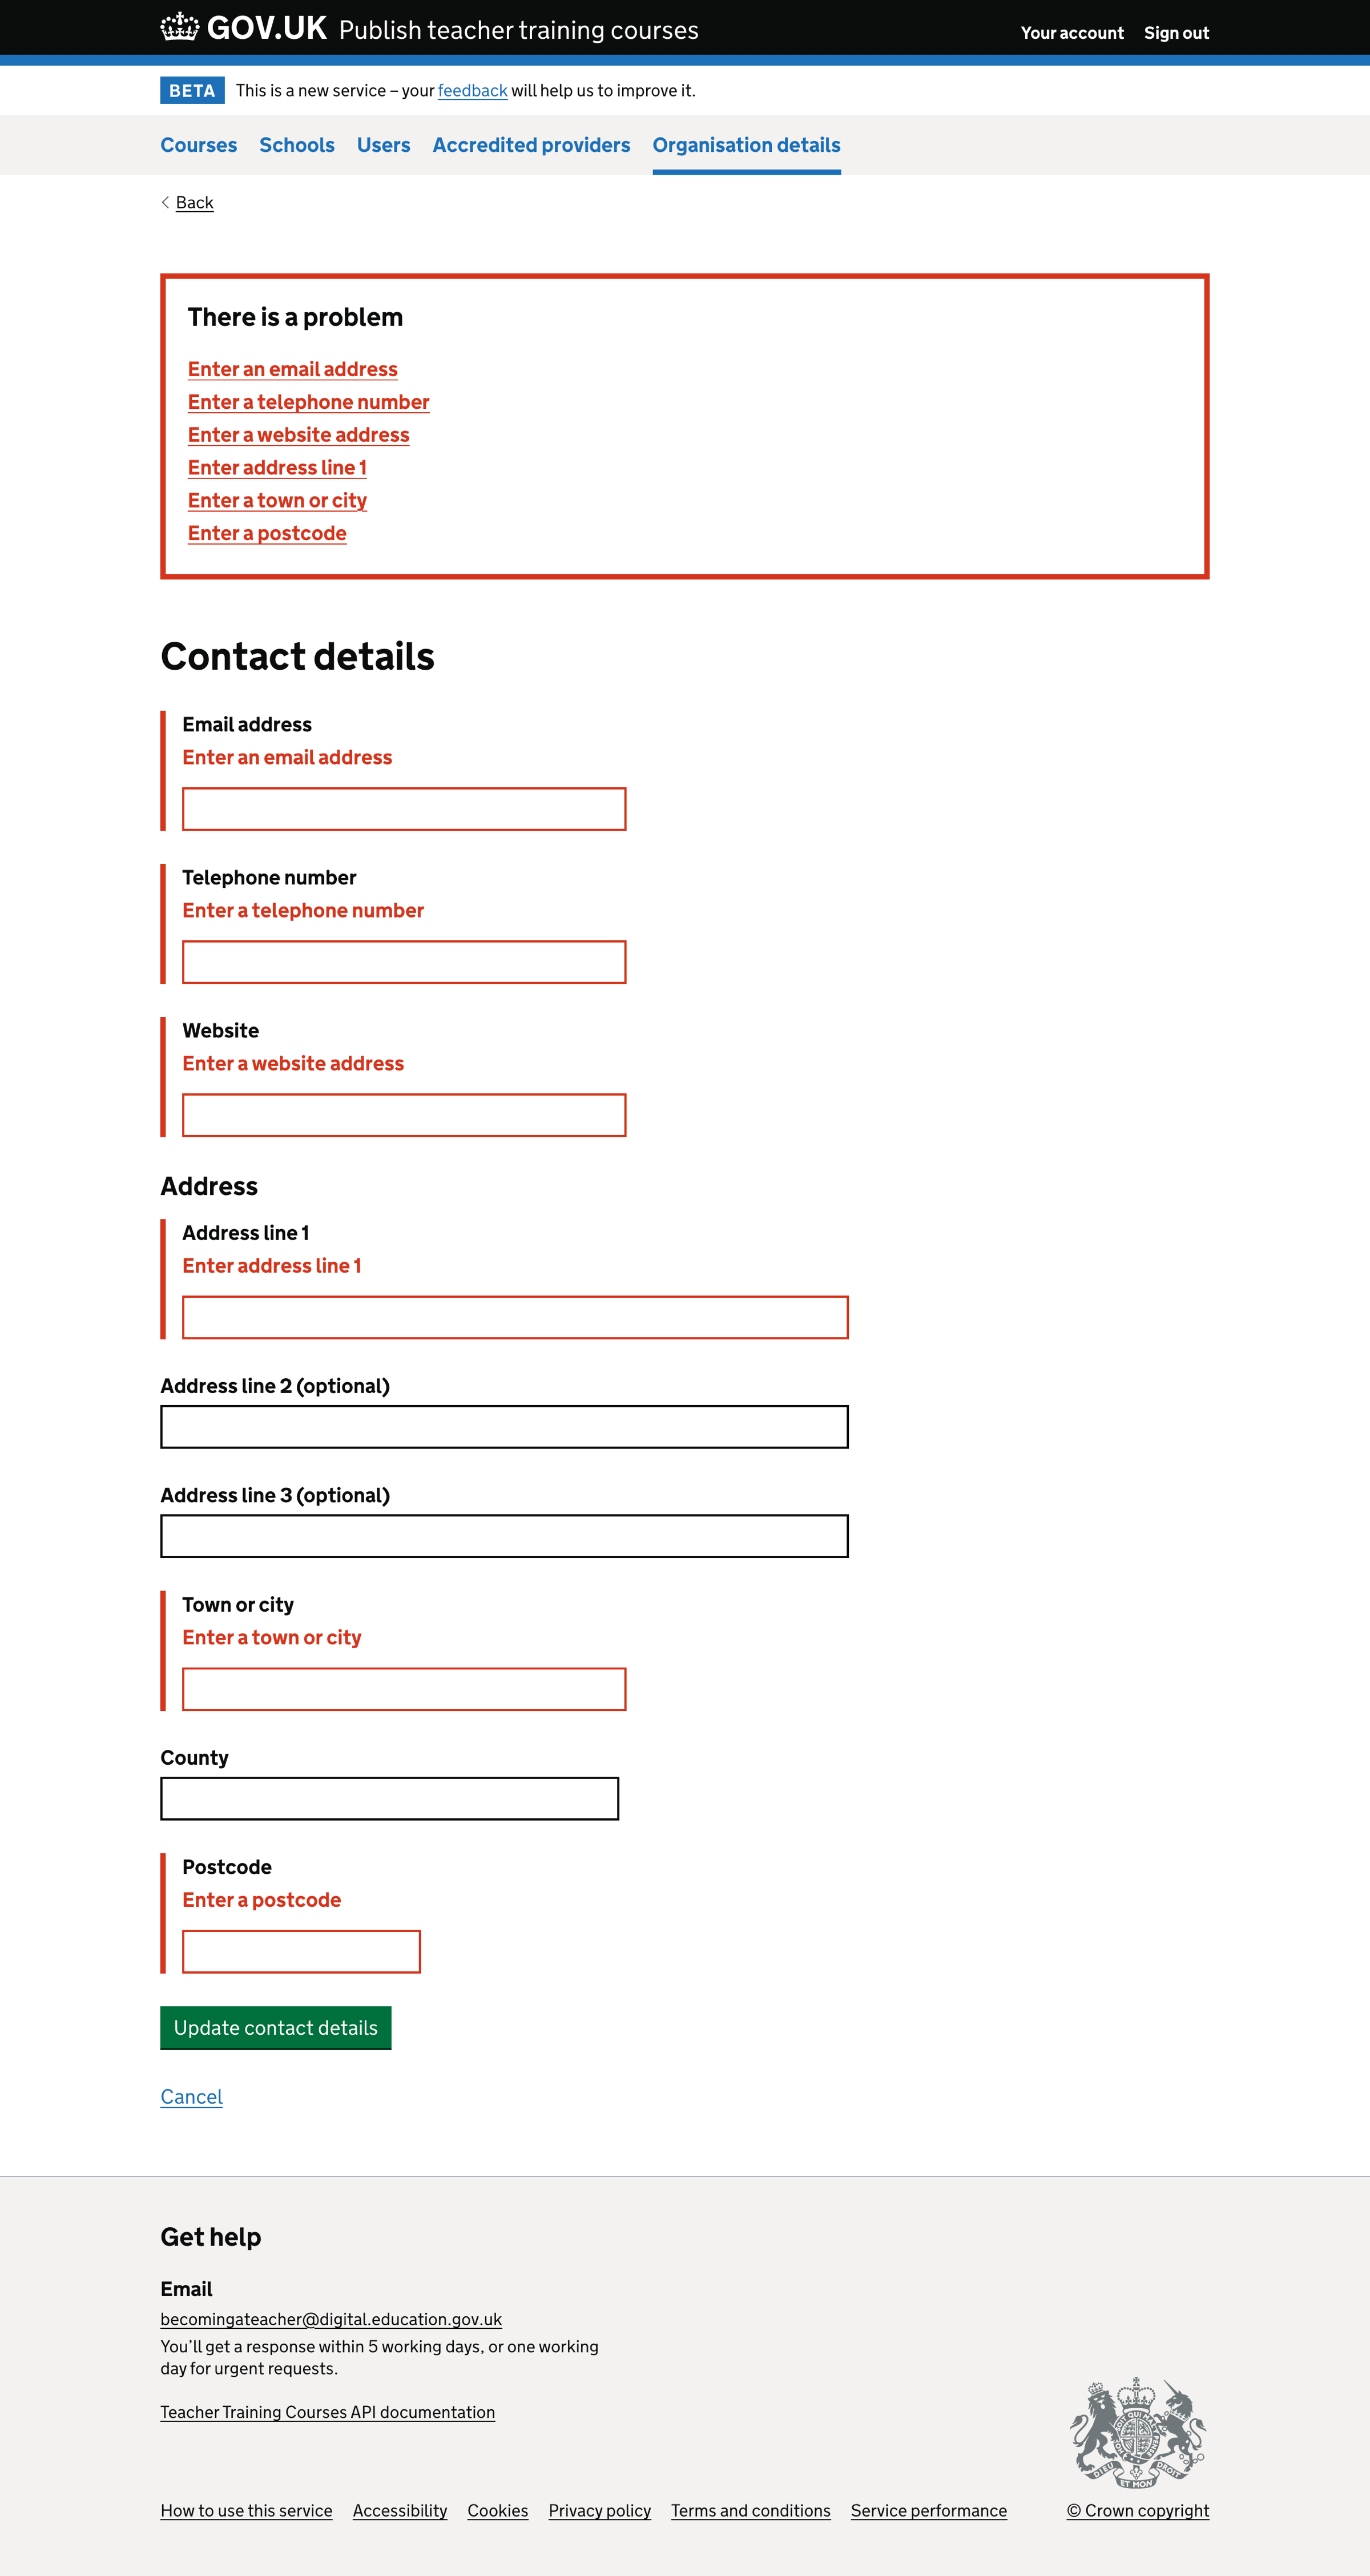 GOV.UK Publish teacher training courses Your account Sign out
BETA This is a new service – your feedback will help us to improve it.
Courses Schools Users Accredited providers Organisation details
Back
There is a problem
Enter an email address
Enter a telephone number
Enter a website address
Enter address line 1
Enter a town or city
Enter a postcode
Contact details
Email address
Enter an email address
Telephone number
Enter a telephone number
Website
Enter a website address
Address
Address line 1
Enter address line 1
Address line 2 (optional)
Address line 3 (optional)
Town or city
Enter a town or city
County
Postcode
Enter a postcode
Update contact details
Cancel
Get help
Email
becomingateacher@digital.education.gov.uk
You’ll get a response within 5 working days, or one working
day for urgent requests.
Teacher Training Courses API documentation
DIEU ET MON DROIT
How to use this service Accessibility Cookies Privacy policy Terms and conditions Service performance © Crown copyright